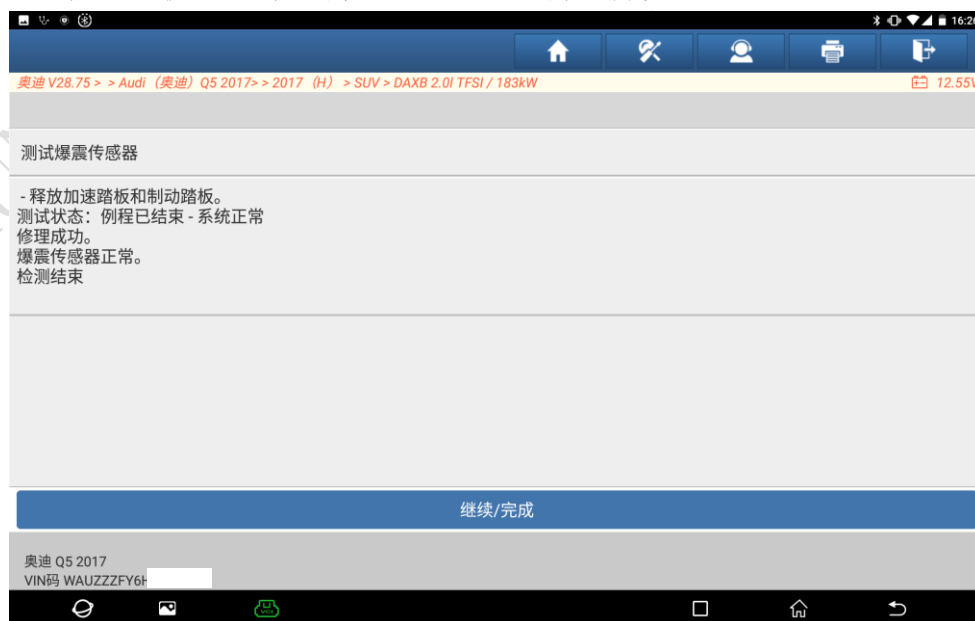 16:20
奥迪 V28.75 > > Audi（奥迪）Q5 2017> > 2017（H）> SUV > DAXB 2.0l TFSI / 183kW
12.55V
测试爆震传感器
- 释放加速踏板和制动踏板。
测试状态：例程已结束 - 系统正常
修理成功。
爆震传感器正常。
检测结束
继续/完成
奥迪 Q5 2017
VIN码 WAUZZZFY6H
VCI